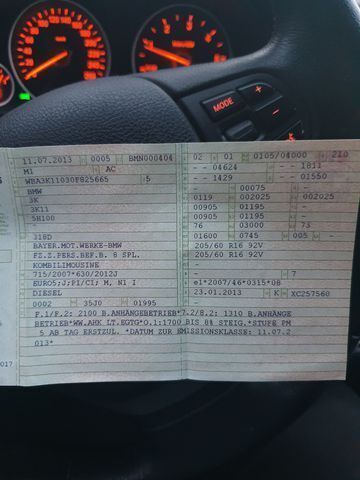 MODE
+
-
11.07.2013 0005 BMN000404 02 01 0105/04000 210
M1 AC - - 04624 - - 1811
WBA3K11030F825665 5 - - 1429 - - 01550
BMW - 00075 - -
3K 0119 002025 002025
3K11 00905 01195 - -
5H100 00905 01195 - -
- 76 03000 73
318D 01600 0745 005 - -
BAYER.MOT.WERKE-BMW 205/60 R16 92V
FZ.Z.PERS.BEF.B. 8 SPL. 205/60 R16 92V
KOMBILIMOUSINE - -
715/2007*630/2012J - - 7
EURO5;J;PI/CI; M, N1 I e1*2007/46*0315*08
DIESEL 23.01.2013 K XC257560
0002 35J0 01995
F.1/F.2: 2100 B.ANHÄNGEBETRIEB*7.2/8.2: 1310 B.ANHÄNGE
BETRIEB*WW.AHK LT.EGTG*O.1:1700 BIS 8% STEIG.*STUFE PM
5 AB TAG ERSTZUL. *DATUM ZUR EMISSIONSKLASSE: 11.07.2
013*